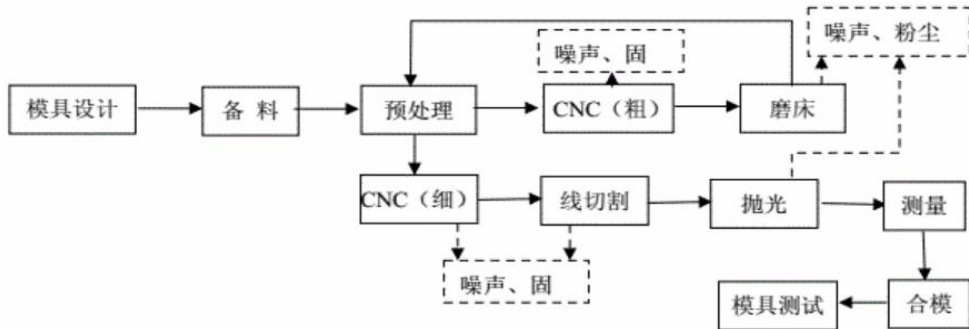 噪声、粉尘
噪声、固
模具设计
备 料
预处理
CNC（粗）
磨床
CNC（细）
线切割
抛光
测量
噪声、固
模具测试
合模